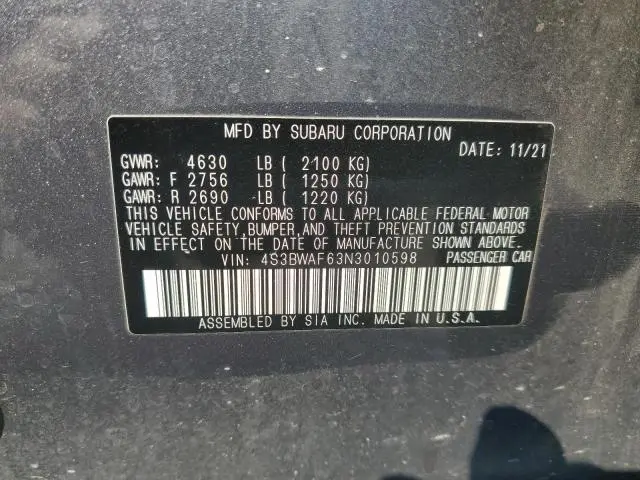 MFD BY SUBARU CORPORATION
DATE: 11/21
GVWR: 4630 LB ( 2100 KG)
GAWR: F 2756 LB ( 1250 KG)
GAWR: R 2690 LB ( 1220 KG)
THIS VEHICLE CONFORMS TO ALL APPLICABLE FEDERAL MOTOR
VEHICLE SAFETY, BUMPER, AND THEFT PREVENTION STANDARDS
IN EFFECT ON THE DATE OF MANUFACTURE SHOWN ABOVE.
VIN: 4S3BWAF63N3010598 PASSENGER CAR
ASSEMBLED BY SIA INC. MADE IN U.S.A.